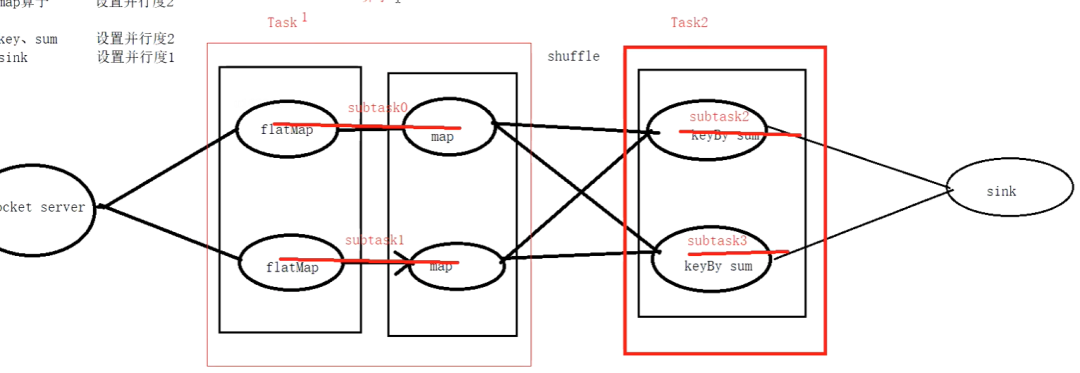 map算子 设置并行度2
key、sum 设置并行度2
sink 设置并行度1
Task 1
Task2
shuffle
subtask0
flatMap
map
subtask2
keyBy sum
ocket server
sink
subtask1
flatMap
map
subtask3
keyBy sum